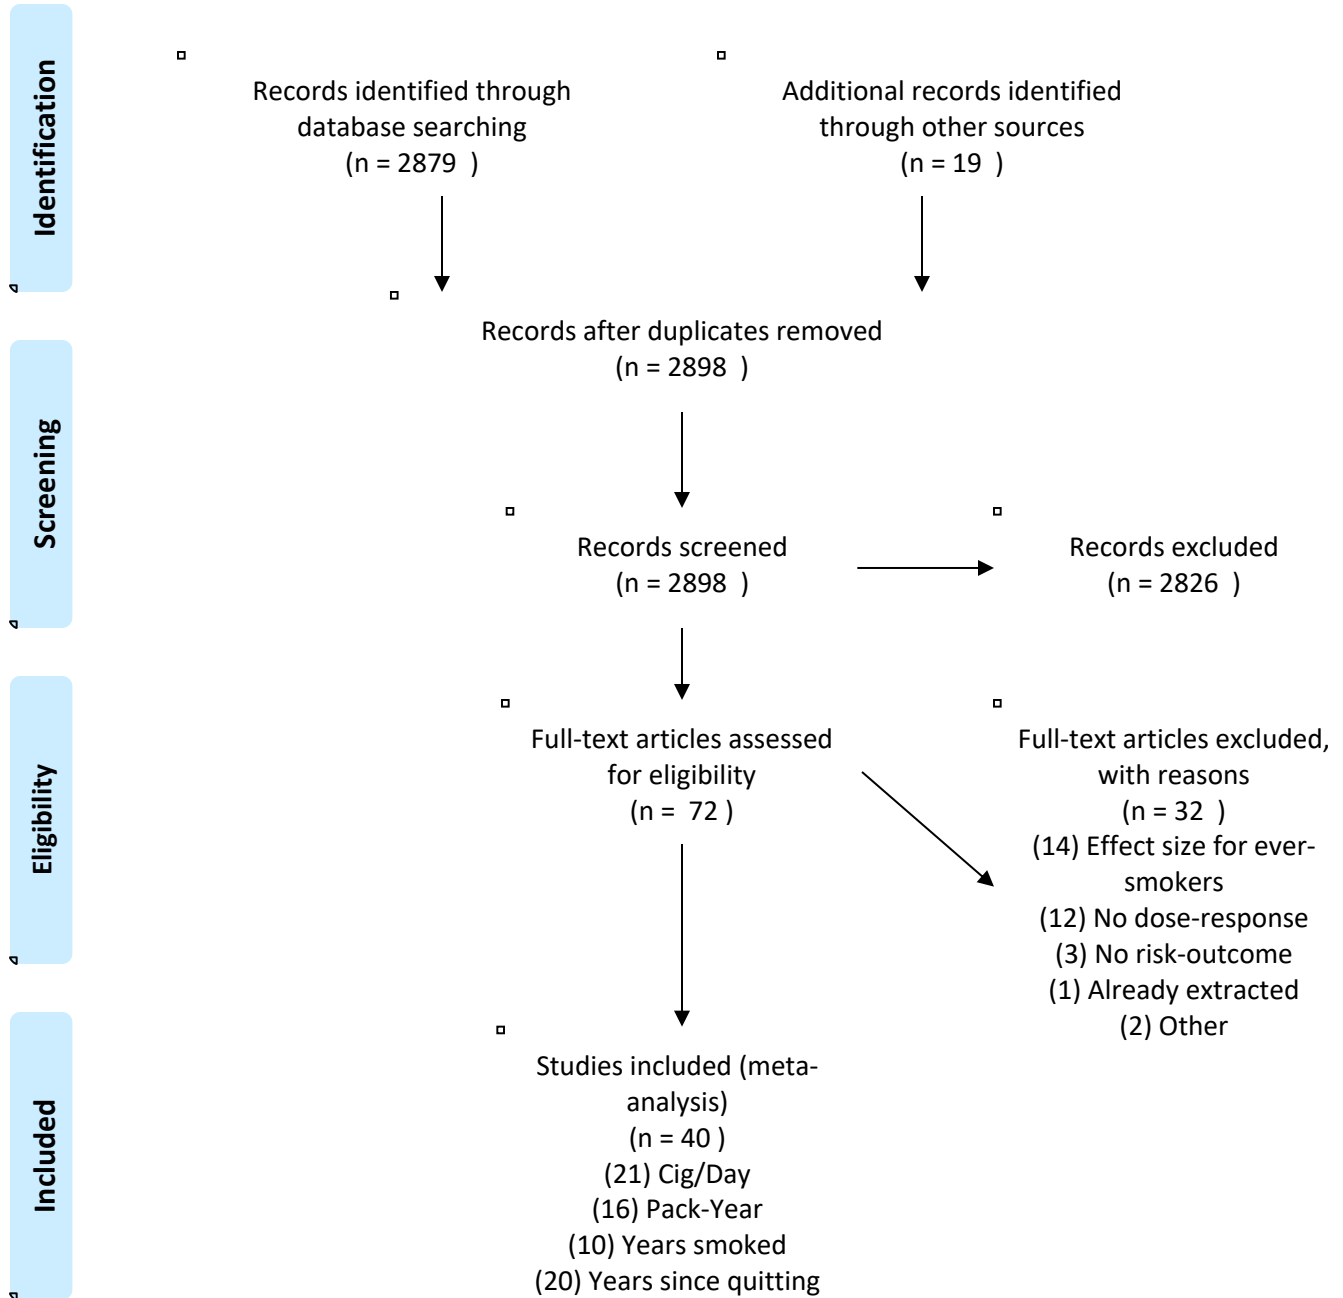 Identification
Records identified through
database searching
(n = 2879  )
Additional records identified
through other sources
(n = 19  )
Records after duplicates removed
(n = 2898  )
Screening
Records screened
(n = 2898  )
Records excluded
(n = 2826  )
Eligibility
Full-text articles assessed
for eligibility
(n =  72 )
Full-text articles excluded,
with reasons
(n = 32  )
(14) Effect size for ever-
smokers
(12) No dose-response
(3) No risk-outcome
(1) Already extracted
(2) Other
Included
Studies included (meta-
analysis)
(n = 40 )
(21) Cig/Day
(16) Pack-Year
(10) Years smoked
(20) Years since quitting